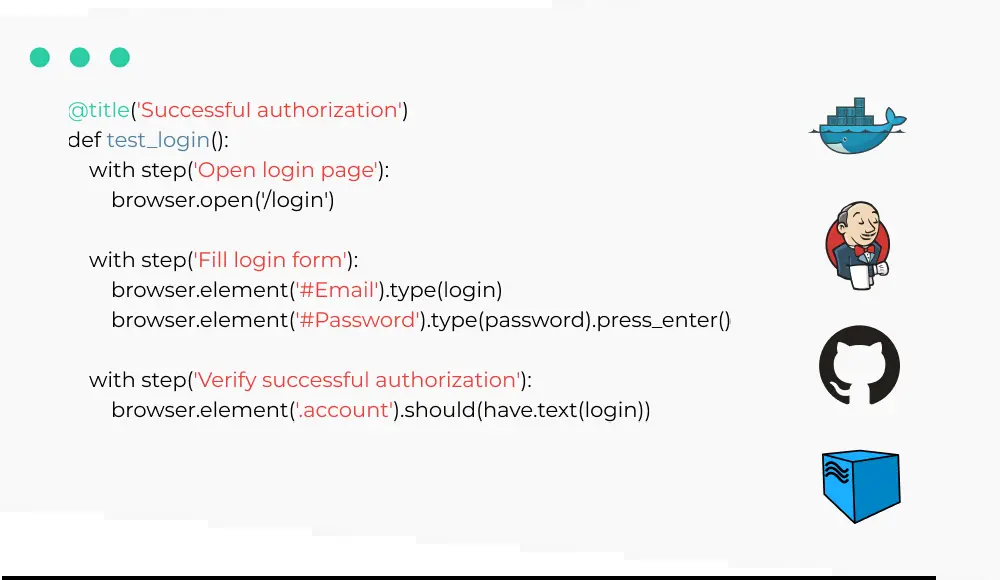 @title('Successful authorization')
def test_login():
with step('Open login page'):
browser.open('/login')
with step('Fill login form'):
browser.element('#Email').type(login)
browser.element('#Password').type(password).press_enter()
with step('Verify successful authorization'):
browser.element('.account').should(have.text(login))